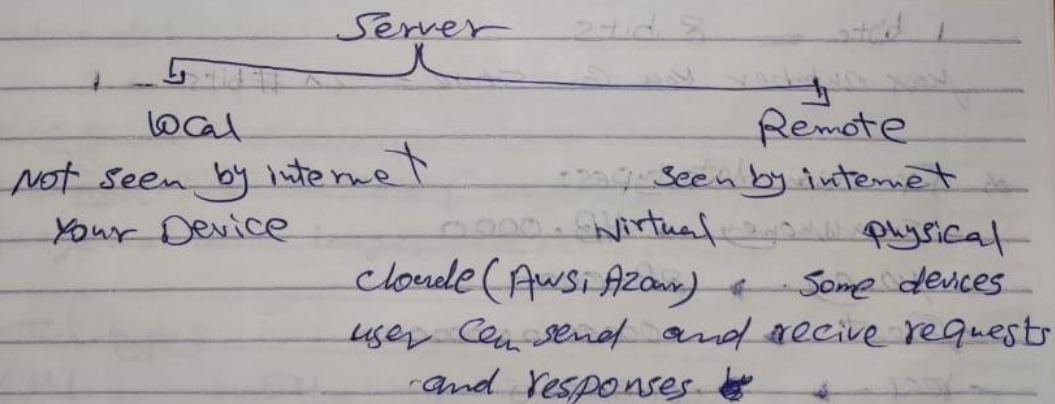 Server
Local Remote
Not seen by internet seen by internet
Your Device Virtual physical
cloude (AWS, Azour) Some devices
user can send and recive requests
and responses.